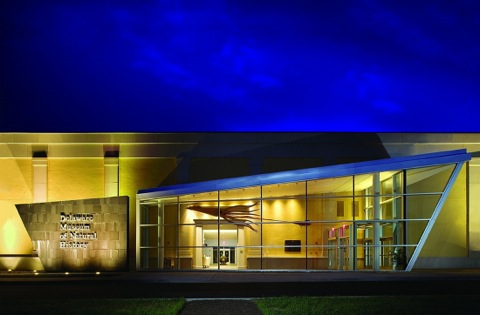 Delaware
Museum
of Natural
History